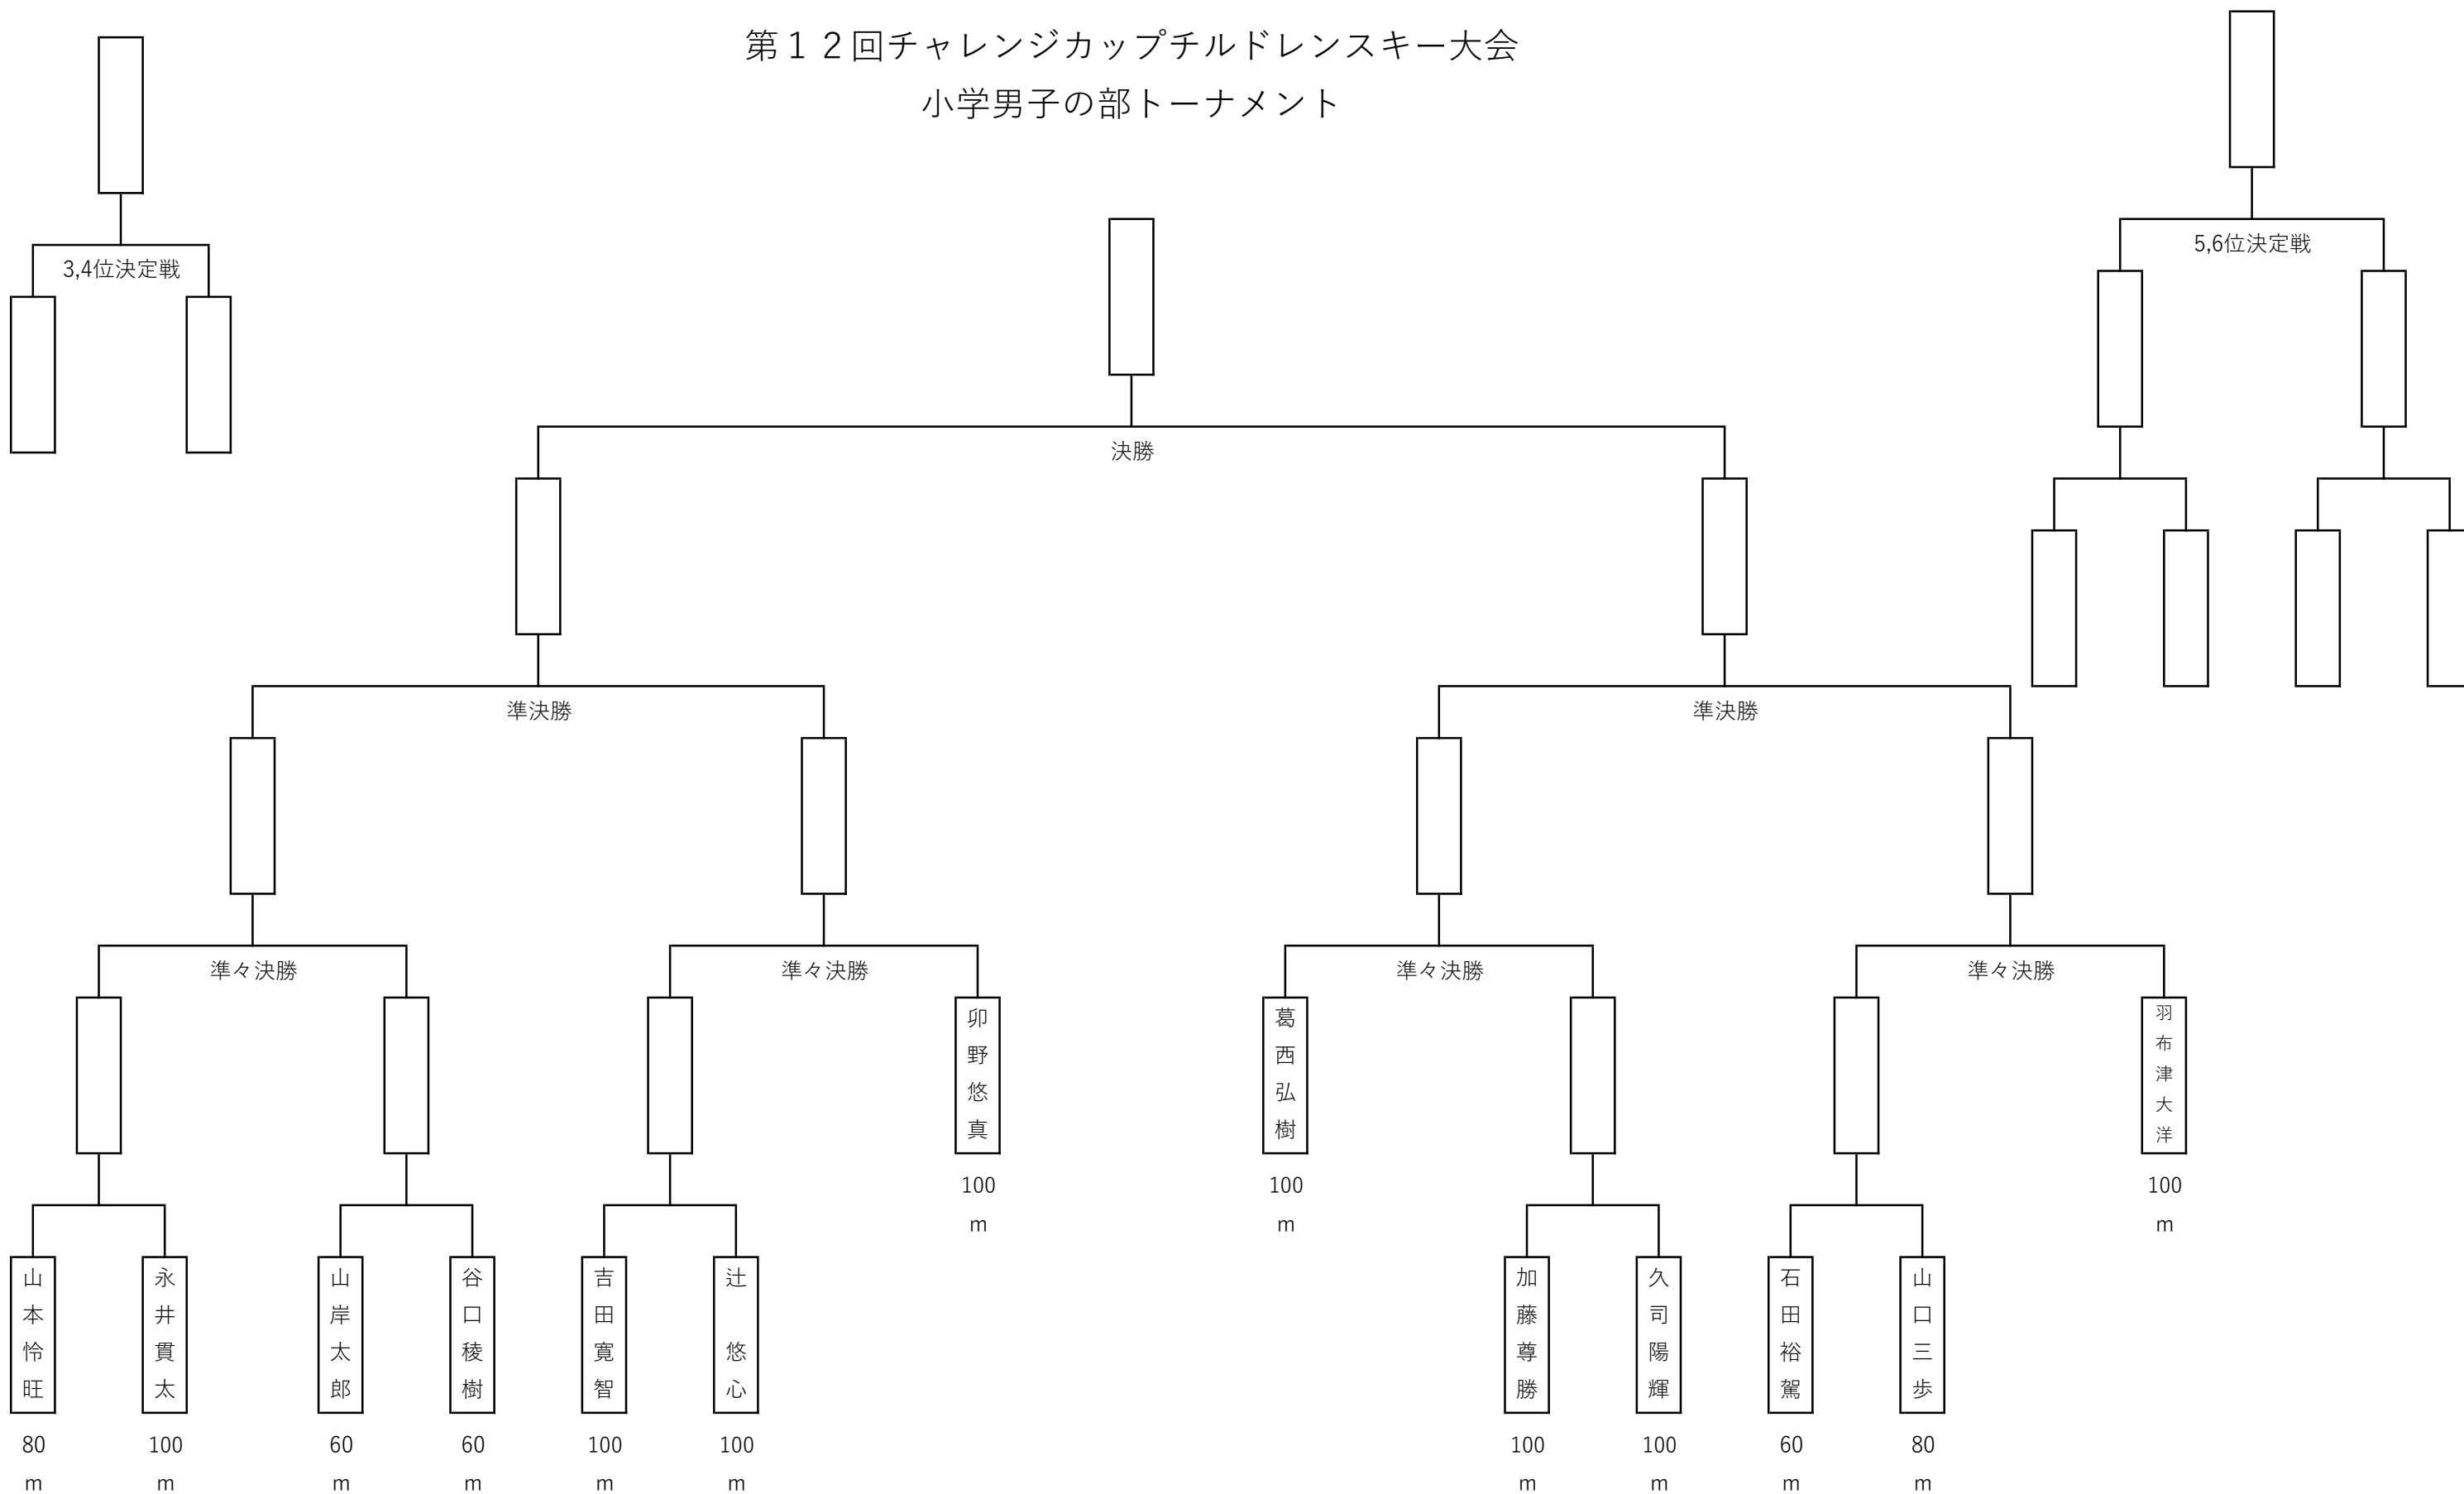 第１２回チャレンジカップチルドレンスキー大会
小学男子の部トーナメント
3,4位決定戦
5,6位決定戦
決勝
準決勝
準決勝
準々決勝
準々決勝
準々決勝
準々決勝
卯野悠真
100
m
葛西弘樹
100
m
羽布津大洋
100
m
山本怜旺
80
m
永井貫太
100
m
山岸太郎
60
m
谷口稜樹
60
m
吉田寛智
100
m
辻　悠心
100
m
加藤尊勝
100
m
久司陽輝
100
m
石田裕駕
60
m
山口三歩
80
m